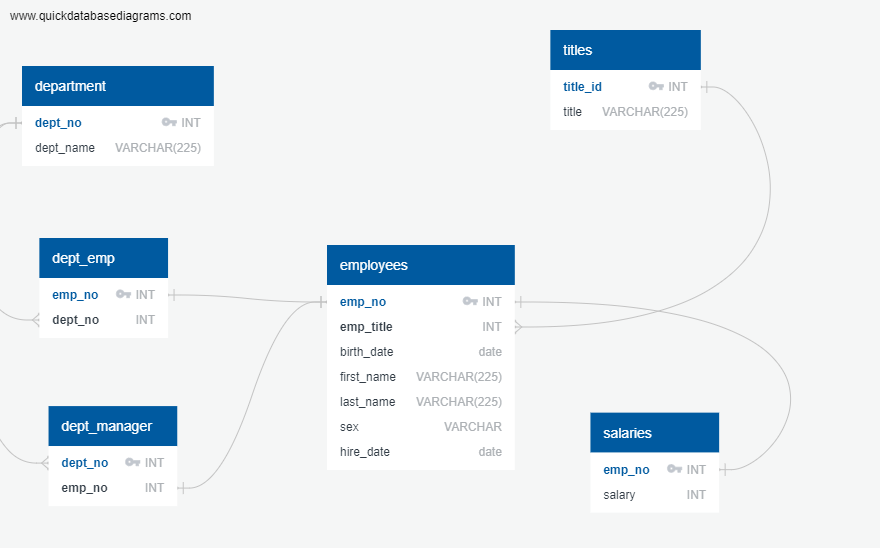 www.quickdatabasediagrams.com
titles
title_id INT
title VARCHAR(225)
department
dept_no INT
dept_name VARCHAR(225)
dept_emp
emp_no INT
dept_no INT
employees
emp_no INT
emp_title INT
birth_date date
first_name VARCHAR(225)
last_name VARCHAR(225)
sex VARCHAR
hire_date date
dept_manager
dept_no INT
emp_no INT
salaries
emp_no INT
salary INT